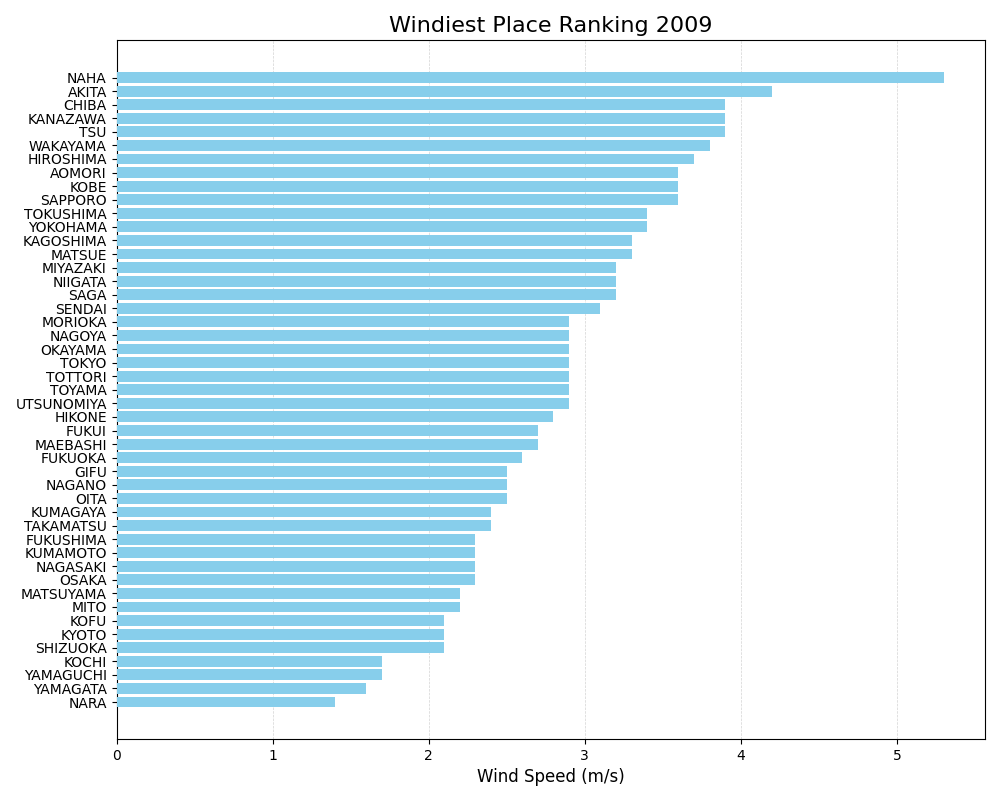 Windiest Place Ranking 2009
NAHA
AKITA
CHIBA
KANAZAWA
TSU
WAKAYAMA
HIROSHIMA
AOMORI
KOBE
SAPPORO
TOKUSHIMA
YOKOHAMA
KAGOSHIMA
MATSUE
MIYAZAKI
NIIGATA
SAGA
SENDAI
MORIOKA
NAGOYA
OKAYAMA
TOKYO
TOTTORI
TOYAMA
UTSUNOMIYA
HIKONE
FUKUI
MAEBASHI
FUKUOKA
GIFU
NAGANO
OITA
KUMAGAYA
TAKAMATSU
FUKUSHIMA
KUMAMOTO
NAGASAKI
OSAKA
MATSUYAMA
MITO
KOFU
KYOTO
SHIZUOKA
KOCHI
YAMAGUCHI
YAMAGATA
NARA
0 1 2 3 4 5
Wind Speed (m/s)